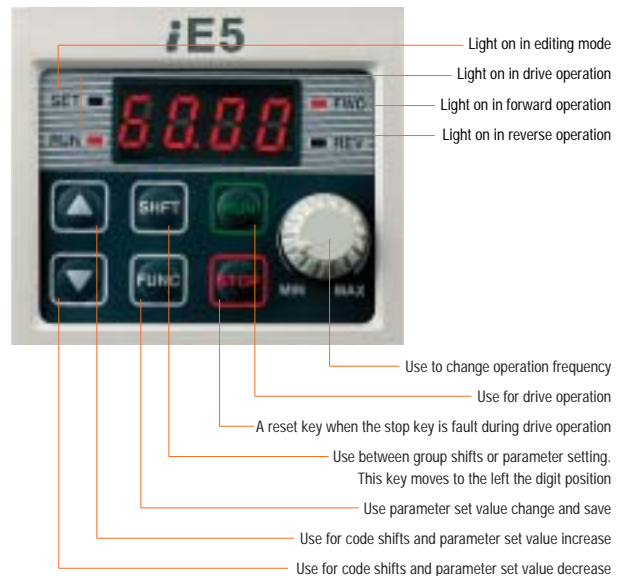 iE5
Light on in editing mode
Light on in drive operation
SET
60.00
FWD
Light on in forward operation
RUN
REV
Light on in reverse operation
SHFT
RUN
FUNC
STOP
MIN
MAX
Use to change operation frequency
Use for drive operation
A reset key when the stop key is fault during drive operation
Use between group shifts or parameter setting.
This key moves to the left the digit position
Use parameter set value change and save
Use for code shifts and parameter set value increase
Use for code shifts and parameter set value decrease